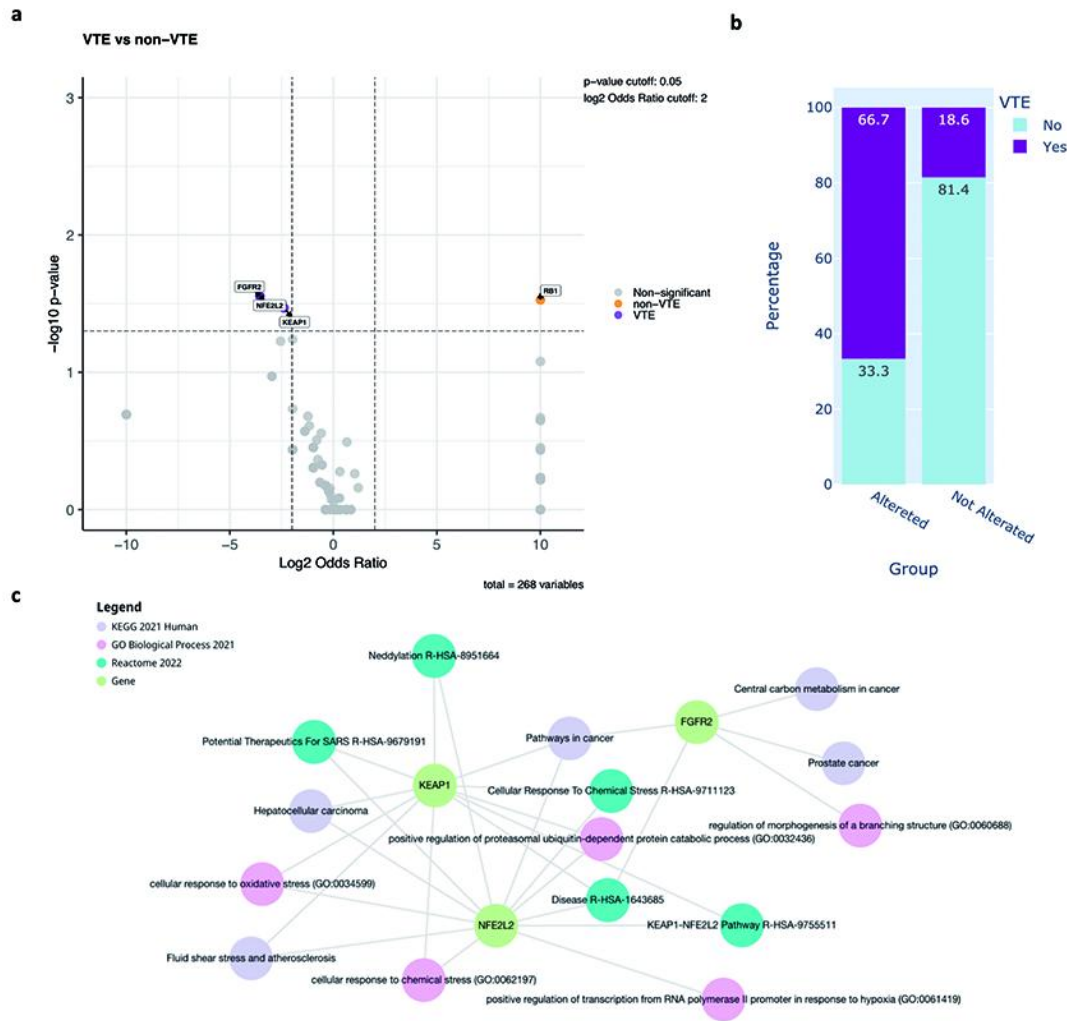 a
VTE vs non−VTE
p−value cutoff: 0.05
log2 Odds Ratio cutoff: 2
3
2
1
0
−log10 p−value
FGFR2
NFE2L2
KEAP1
RB1
Non−significant
non−VTE
VTE
−10
−5
0
5
10
Log2 Odds Ratio
total = 268 variables
b
VTE
No
Yes
100
80
60
40
20
0
Percentage
66.7
18.6
81.4
33.3
Altereted
Not Alterated
Group
c
Legend
KEGG 2021 Human
GO Biological Process 2021
Reactome 2022
Gene
Neddylation R-HSA-8951664
Central carbon metabolism in cancer
FGFR2
Potential Therapeutics For SARS R-HSA-9679191
Pathways in cancer
Prostate cancer
KEAP1
Cellular Response To Chemical Stress R-HSA-9711123
Hepatocellular carcinoma
regulation of morphogenesis of a branching structure (GO:0060688)
positive regulation of proteasomal ubiquitin-dependent protein catabolic process (GO:0032436)
cellular response to oxidative stress (GO:0034599)
Disease R-HSA-1643685
NFE2L2
KEAP1-NFE2L2 Pathway R-HSA-9755511
Fluid shear stress and atherosclerosis
cellular response to chemical stress (GO:0062197)
positive regulation of transcription from RNA polymerase II promoter in response to hypoxia (GO:0061419)